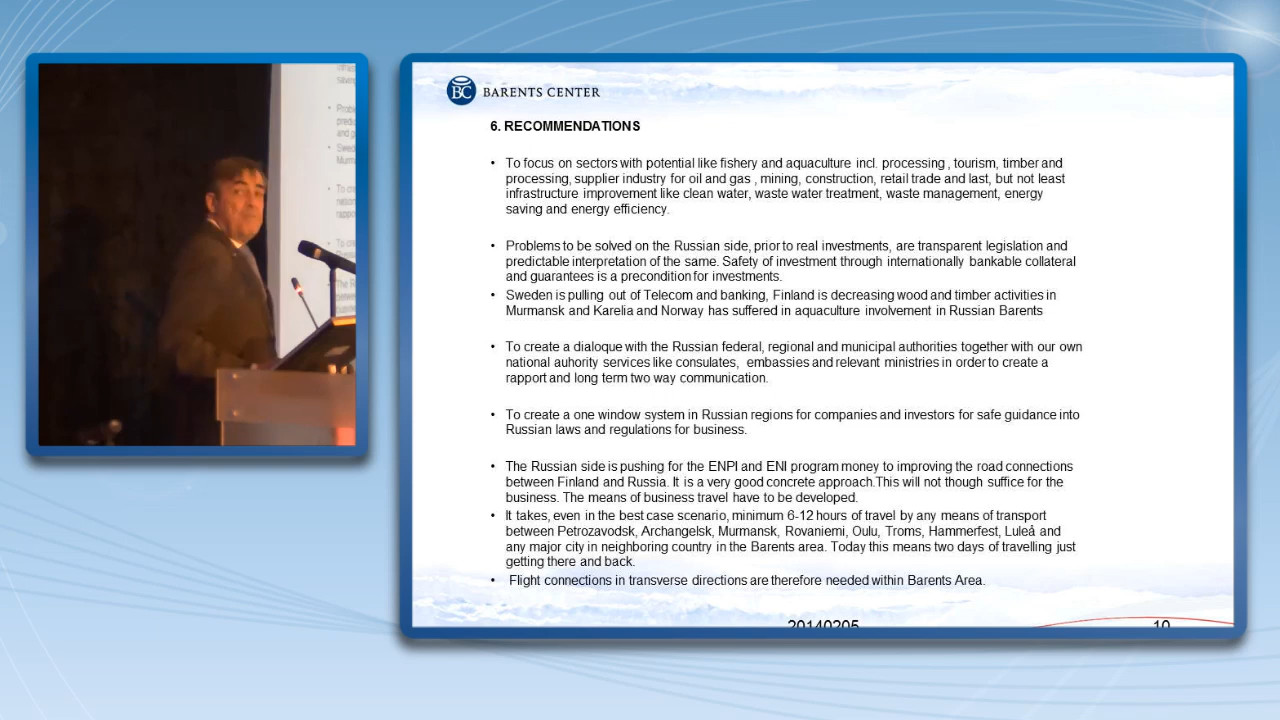 BC BARENTS CENTER
6. RECOMMENDATIONS
• To focus on sectors with potential like fishery and aquaculture incl. processing , tourism, timber and
processing, supplier industry for oil and gas , mining, construction, retail trade and last, but not least
infrastructure improvement like clean water, waste water treatment, waste management, energy
saving and energy efficiency.
• Problems to be solved on the Russian side, prior to real investments, are transparent legislation and
predictable interpretation of the same. Safety of investment through internationally bankable collateral
and guarantees is a precondition for investments.
• Sweden is pulling out of Telecom and banking, Finland is decreasing wood and timber activities in
Murmansk and Karelia and Norway has suffered in aquaculture involvement in Russian Barents
• To create a dialoque with the Russian federal, regional and municipal authorities together with our own
national auhority services like consulates, embassies and relevant ministries in order to create a
rapport and long term two way communication.
• To create a one window system in Russian regions for companies and investors for safe guidance into
Russian laws and regulations for business.
• The Russian side is pushing for the ENPI and ENI program money to improving the road connections
between Finland and Russia. It is a very good concrete approach.This will not though suffice for the
business. The means of business travel have to be developed.
• It takes, even in the best case scenario, minimum 6-12 hours of travel by any means of transport
between Petrozavodsk, Archangelsk, Murmansk, Rovaniemi, Oulu, Troms, Hammerfest, Luleå and
any major city in neighboring country in the Barents area. Today this means two days of travelling just
getting there and back.
• Flight connections in transverse directions are therefore needed within Barents Area.
20140205
10